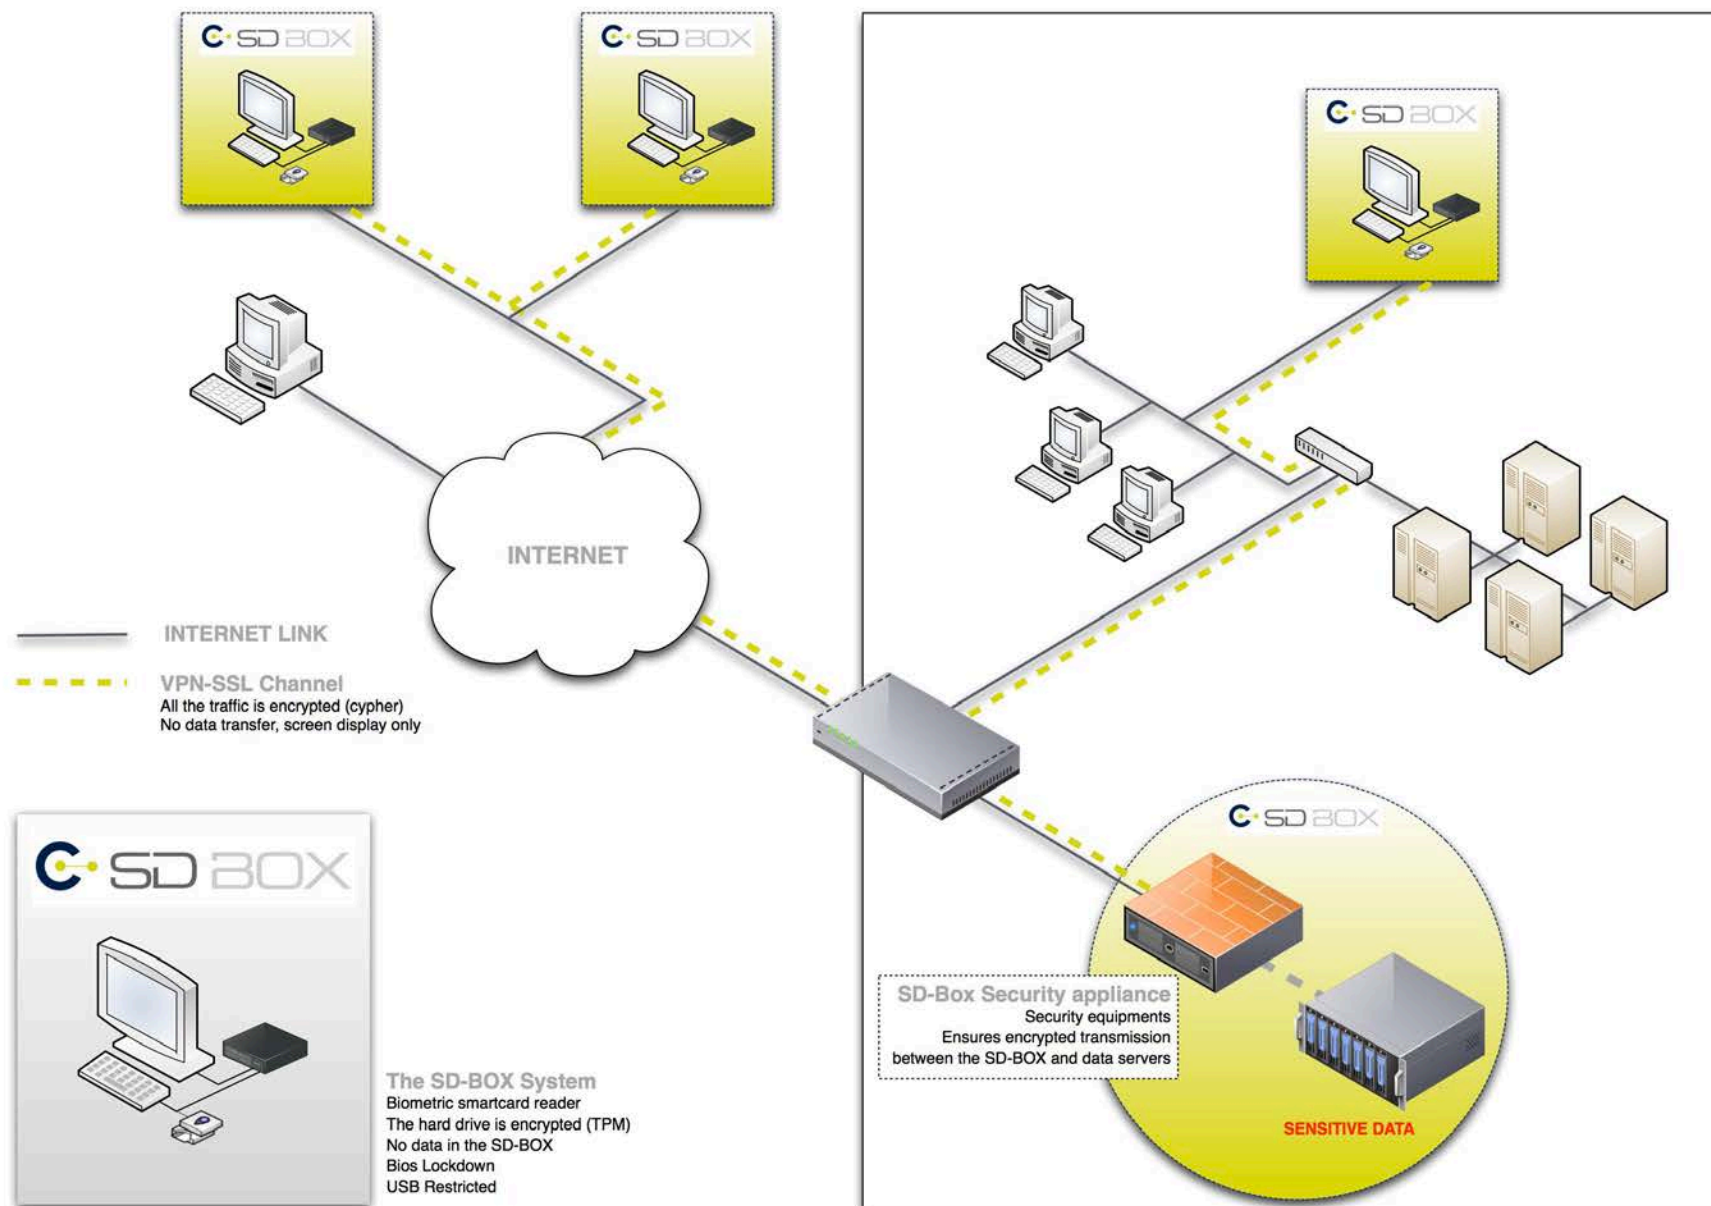 C SD BOX
C SD BOX
C SD BOX
INTERNET
INTERNET LINK
VPN-SSL Channel
All the traffic is encrypted (cypher)
No data transfer, screen display only
C SD BOX
The SD-BOX System
Biometric smartcard reader
The hard drive is encrypted (TPM)
No data in the SD-BOX
Bios Lockdown
USB Restricted
C SD BOX
SD-Box Security appliance
Security equipments
Ensures encrypted transmission
between the SD-BOX and data servers
SENSITIVE DATA